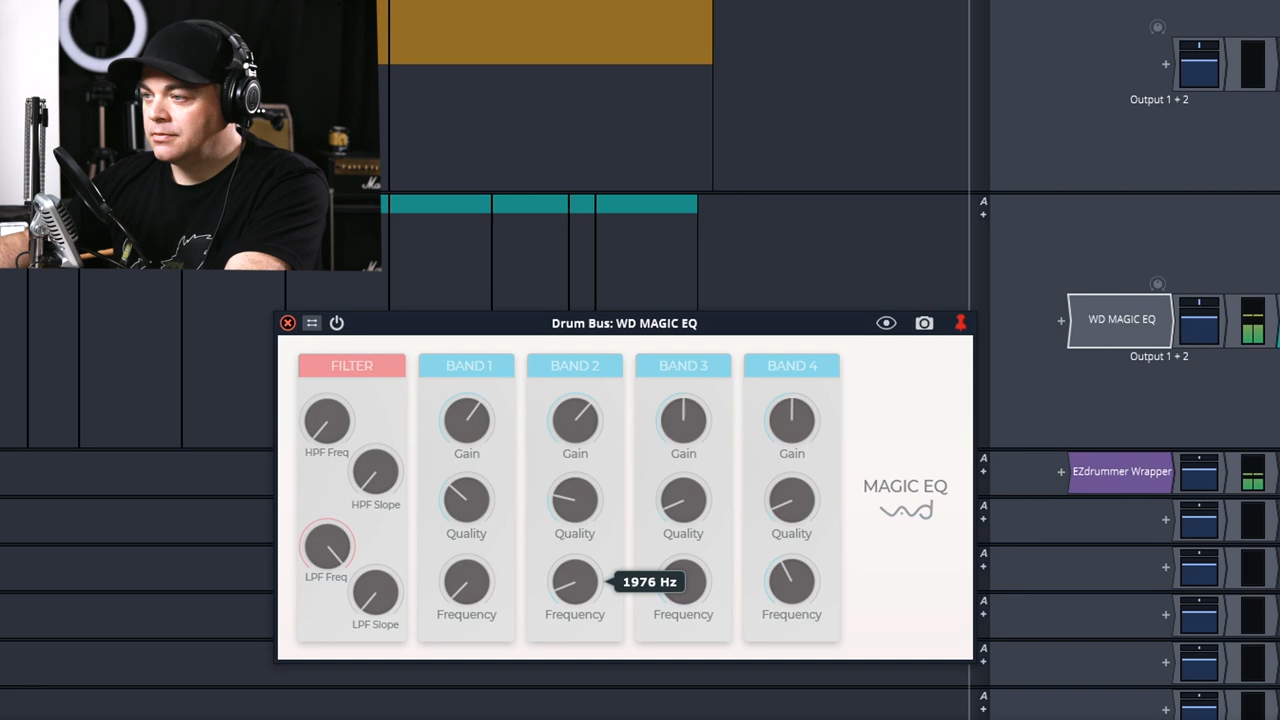 Output 1 + 2
A
+
+
Drum Bus: WD MAGIC EQ
+
WD MAGIC EQ
Output 1 + 2
FILTER
BAND 1
BAND 2
BAND 3
BAND 4
HPF Freq
Gain
Gain
Gain
Gain
HPF Slope
Quality
Quality
Quality
Quality
MAGIC EQ
LPF Freq
1976 Hz
LPF Slope
Frequency
Frequency
Frequency
Frequency
A
+
+
EZdrummer Wrapper
A
+
+
A
+
+
A
+
+
A
+
+
A
+